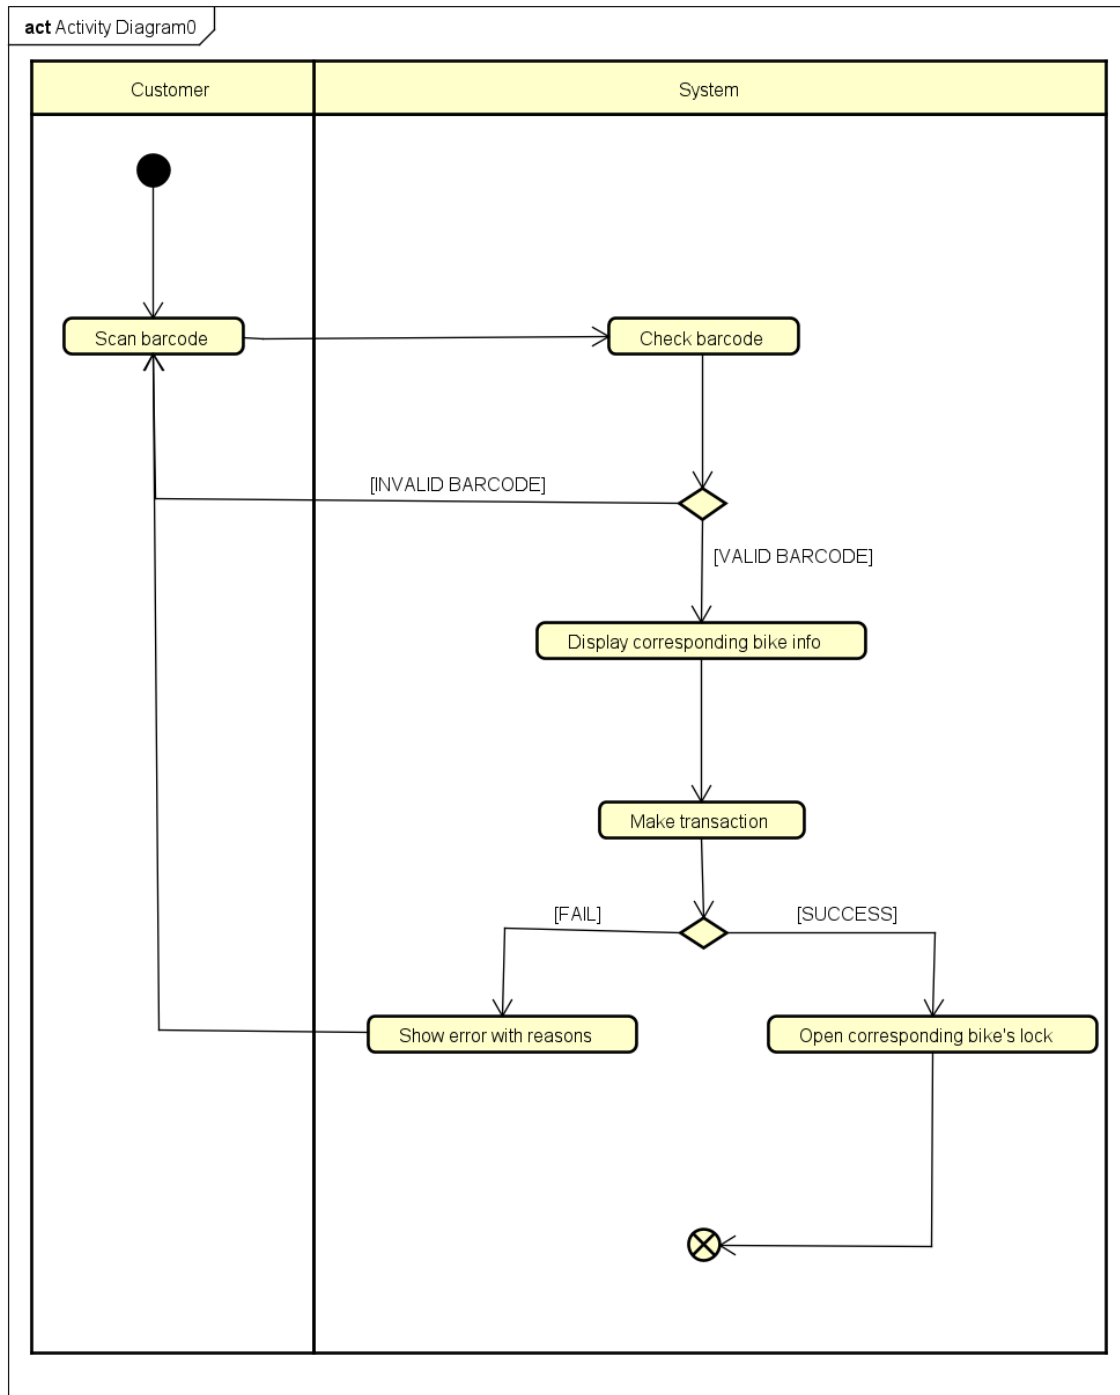 act Activity Diagram0
Customer
System
Scan barcode
Check barcode
[INVALID BARCODE]
[VALID BARCODE]
Display corresponding bike info
Make transaction
[FAIL]
[SUCCESS]
Show error with reasons
Open corresponding bike's lock